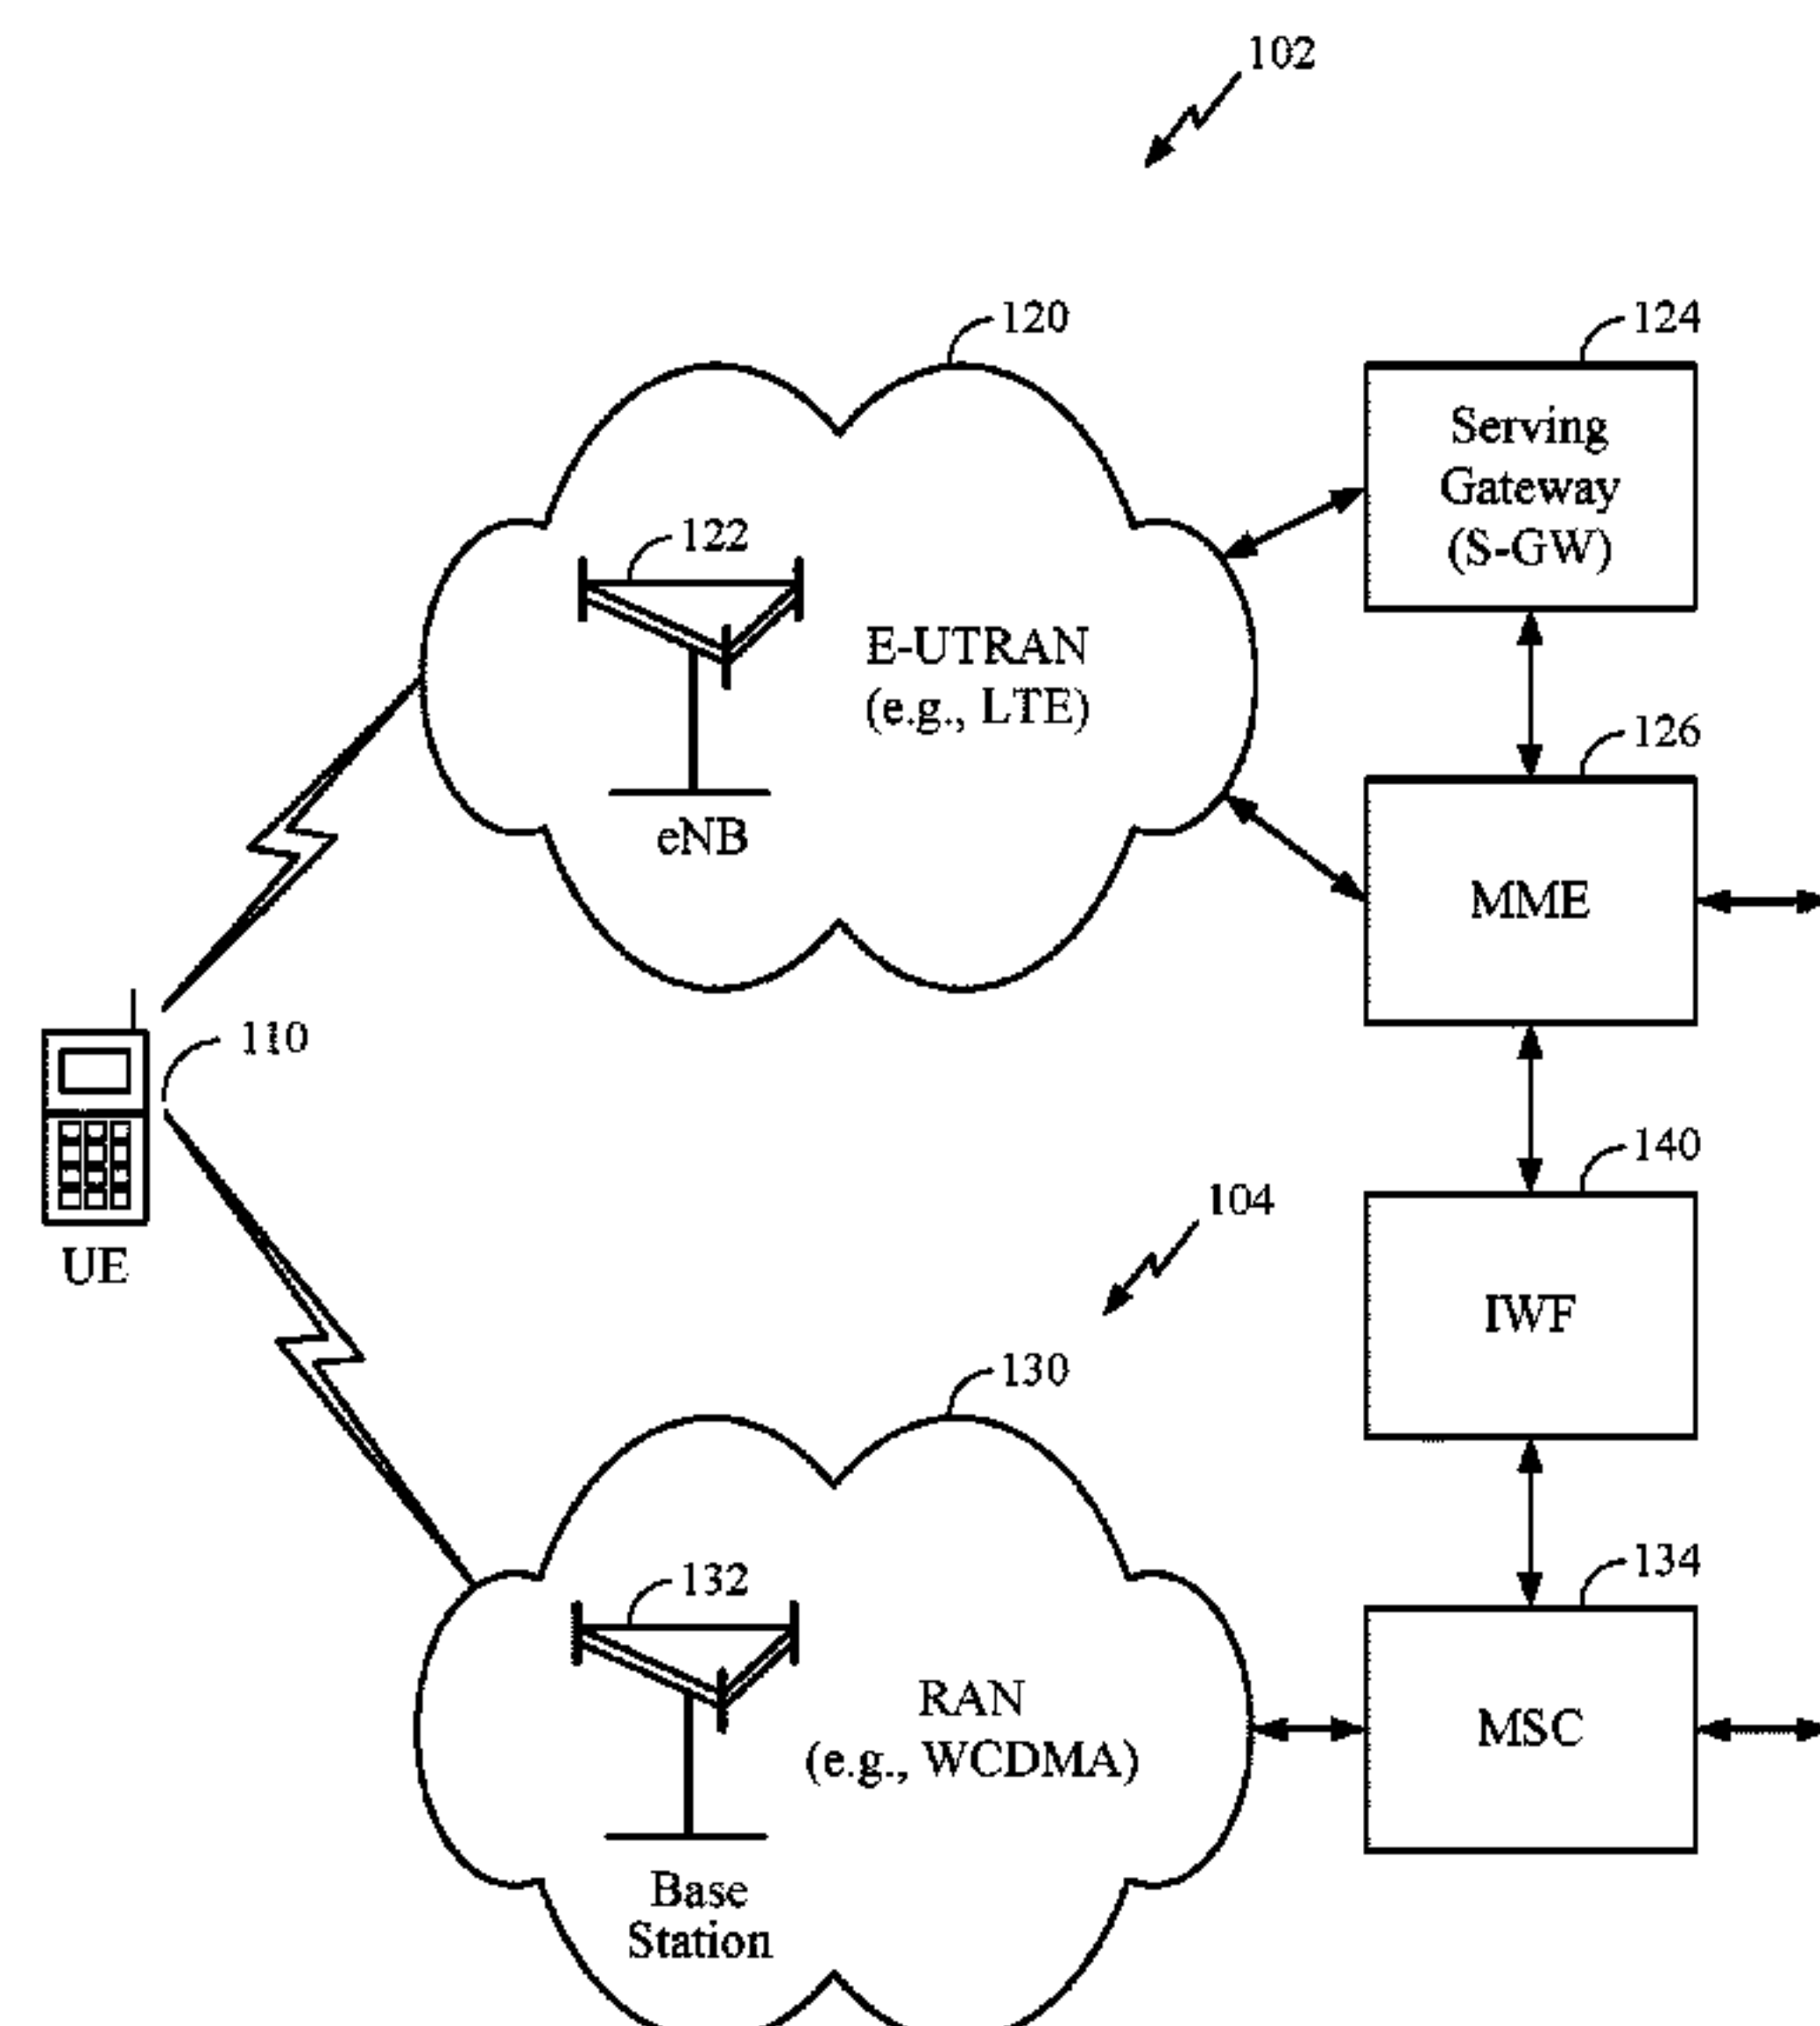 102
120
124
Serving
Gateway
(S-GW)
122
E-UTRAN
(e.g., LTE)
126
eNB
MME
110
140
104
UE
IWF
130
134
132
RAN
(e.g., WCDMA)
MSC
Base
Station